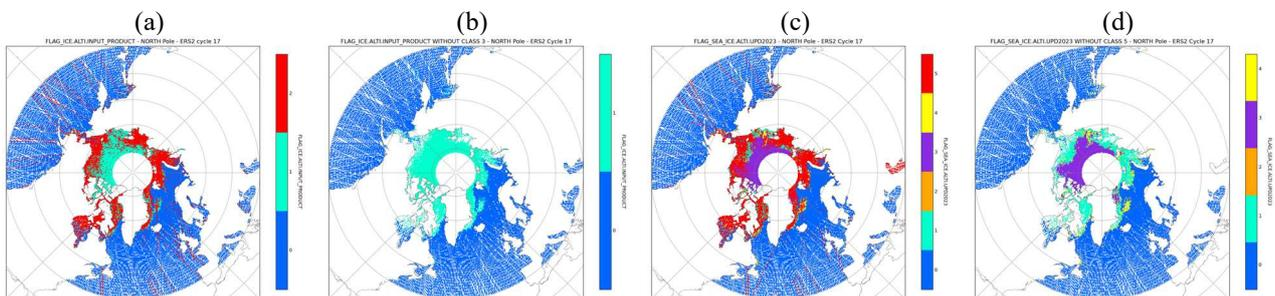 (a)
FLAG_ICE.ALTI.INPUT_PRODUCT - NORTH Pole - ERS2 Cycle 17
2
1
0
FLAG_ICE.ALTI.INPUT_PRODUCT
(b)
FLAG_ICE.ALTI.INPUT_PRODUCT WITHOUT CLASS 3 - NORTH Pole - ERS2 Cycle 17
1
0
FLAG_ICE.ALTI.INPUT_PRODUCT
(c)
FLAG_SEA_ICE.ALTI.UPD2023 - NORTH Pole - ERS2 Cycle 17
5
4
3
2
1
0
FLAG_SEA_ICE.ALTI.UPD2023
(d)
FLAG_SEA_ICE.ALTI.UPD2023 WITHOUT CLASS 5 - NORTH Pole - ERS2 Cycle 17
4
3
2
1
0
FLAG_SEA_ICE.ALTI.UPD2023